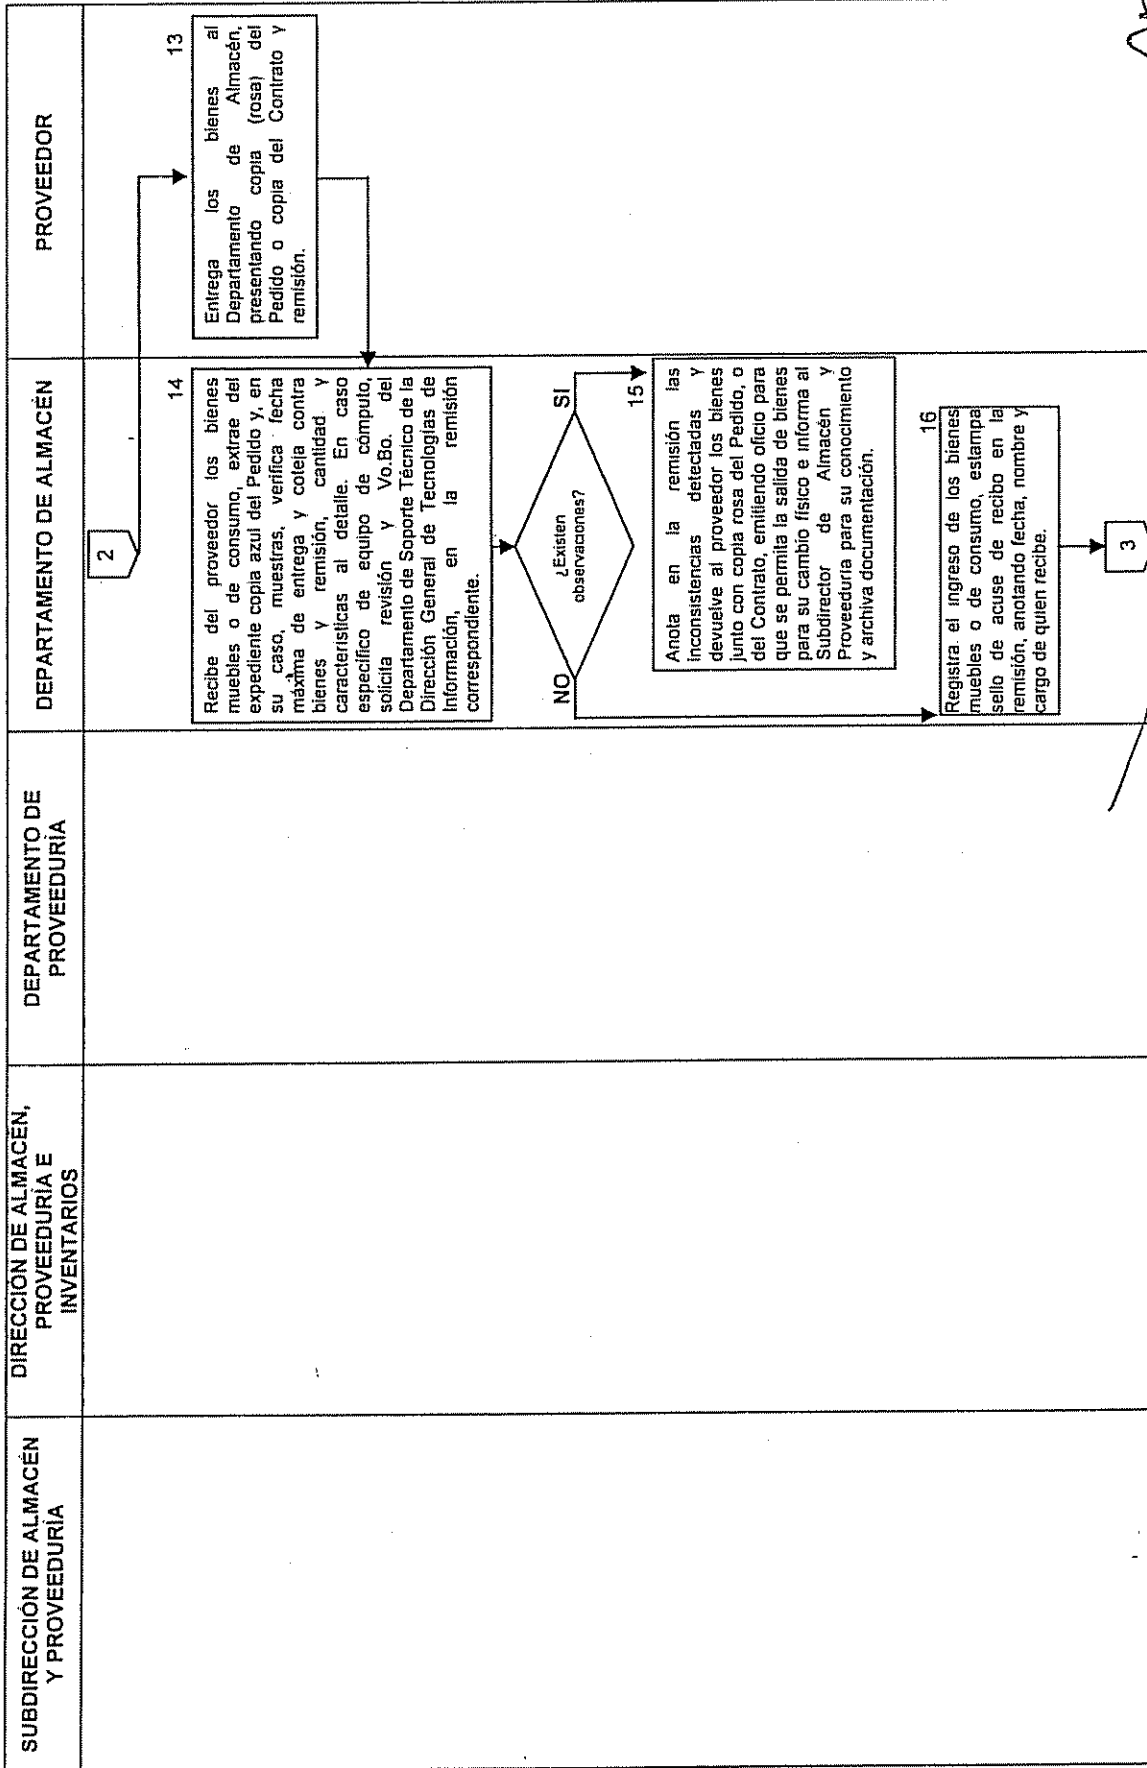 SUBDIRECCIÓN DE ALMACÉN
Y PROVEEDURÍA
DIRECCIÓN DE ALMACÉN,
PROVEEDURÍA E
INVENTARIOS
DEPARTAMENTO DE
PROVEEDURÍA
DEPARTAMENTO DE ALMACÉN
PROVEEDOR
2
13
Entrega los bienes al
Departamento de Almacén,
presentando copia (rosa) del
Pedido o copia del Contrato y
remisión.
14
Recibe del proveedor los bienes
muebles o de consumo, extrae del
expediente copia azul del Pedido y, en
su caso, muestras, verifica fecha
máxima de entrega y coteja contra
bienes y remisión, cantidad y
características al detalle. En caso
específico de equipo de cómputo,
solicita revisión y Vo.Bo. del
Departamento de Soporte Técnico de la
Dirección General de Tecnologías de
Información, en la remisión
correspondiente.
¿Existen
observaciones?
NO
SI
15
Anota en la remisión las
inconsistencias detectadas y
devuelve al proveedor los bienes
junto con copia rosa del Pedido, o
del Contrato, emitiendo oficio para
que se permita la salida de bienes
para su cambio físico e informa al
Subdirector de Almacén y
Proveeduría para su conocimiento
y archiva documentación.
16
Registra el ingreso de los bienes
muebles o de consumo, estampa
sello de acuse de recibo en la
remisión, anotando fecha, nombre y
cargo de quien recibe.
3